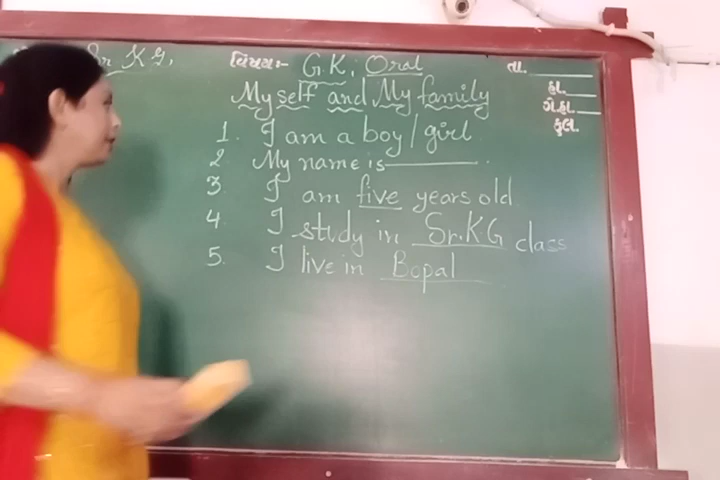 Sr K G,
વિષય:- G.K; Oral
તા.
My self and My family
હા.
ગે.હા.
કુલ.
1. I am a boy/girl
2 My name is
3 I am five years old
4 I study in Sr.KG class
5. I live in Bopal